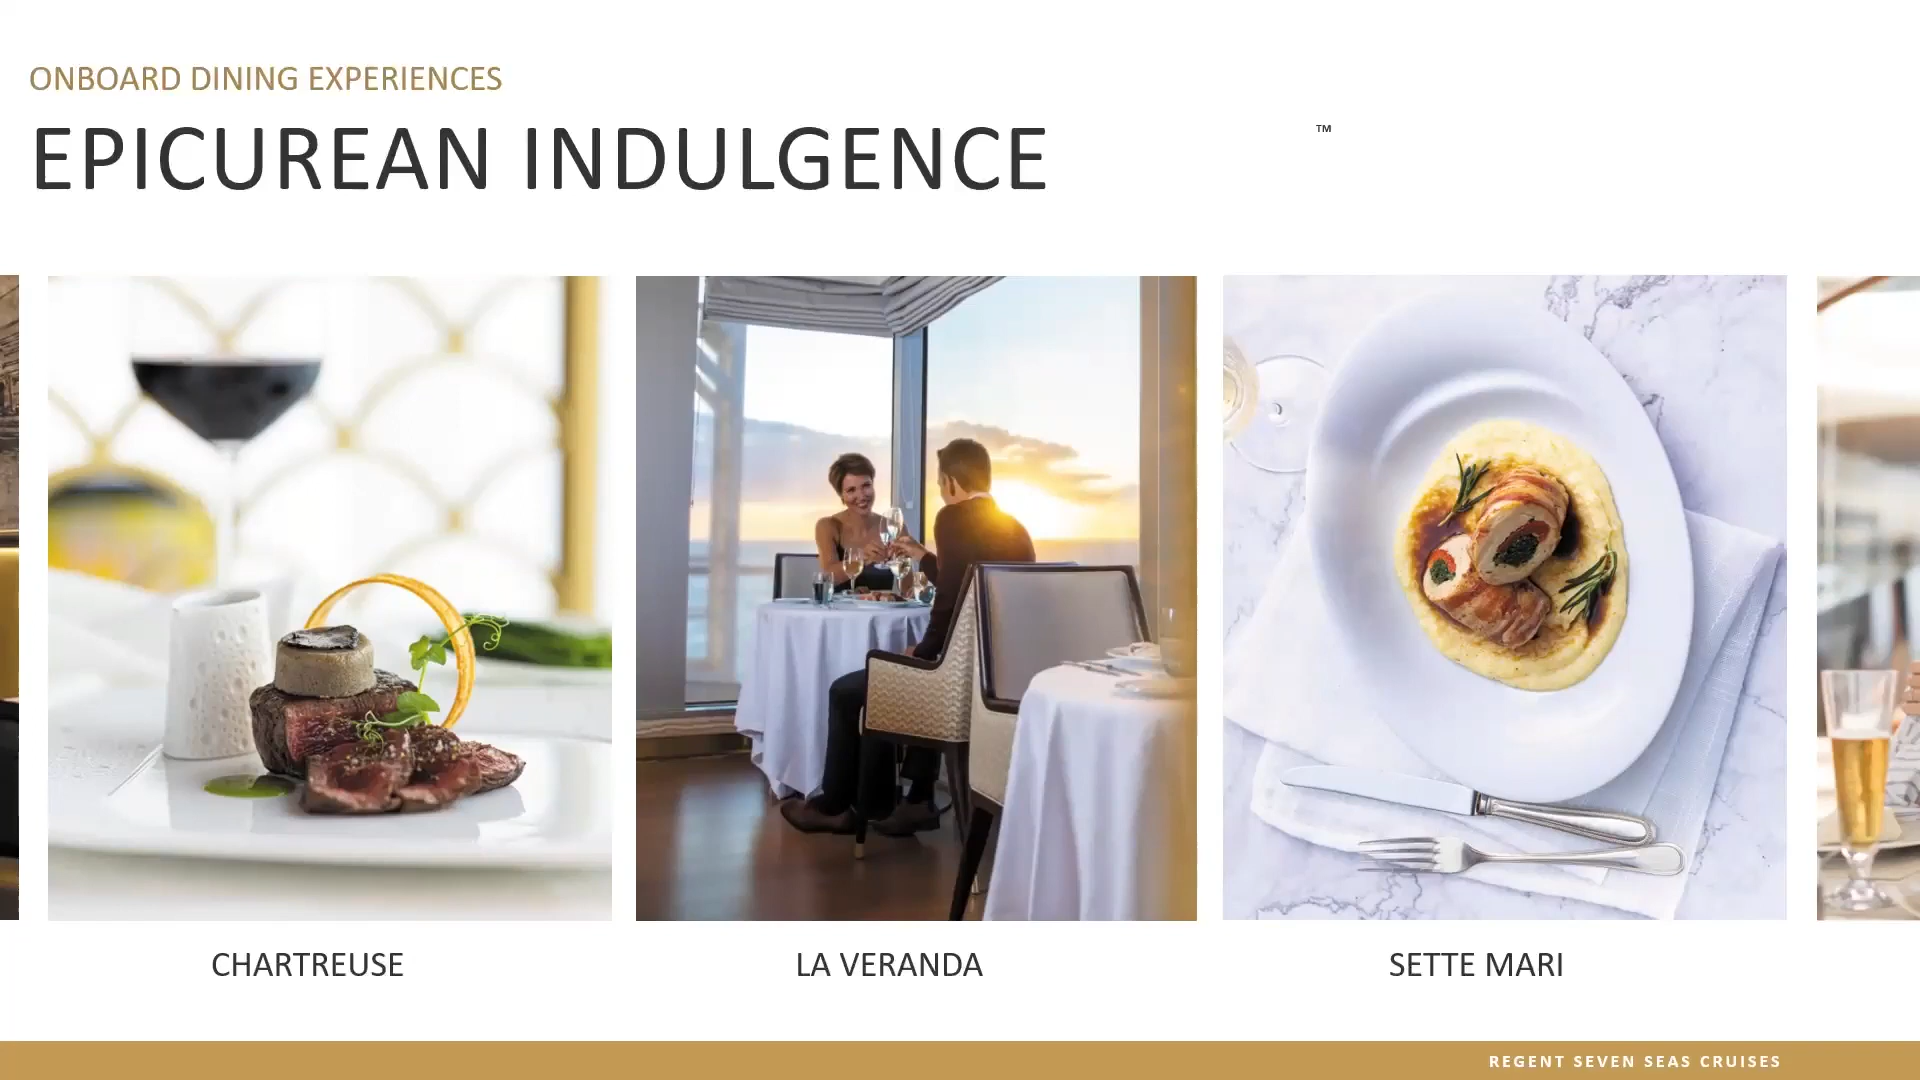 ONBOARD DINING EXPERIENCES
EPICUREAN INDULGENCE ™
CHARTREUSE
LA VERANDA
SETTE MARI
REGENT SEVEN SEAS CRUISES